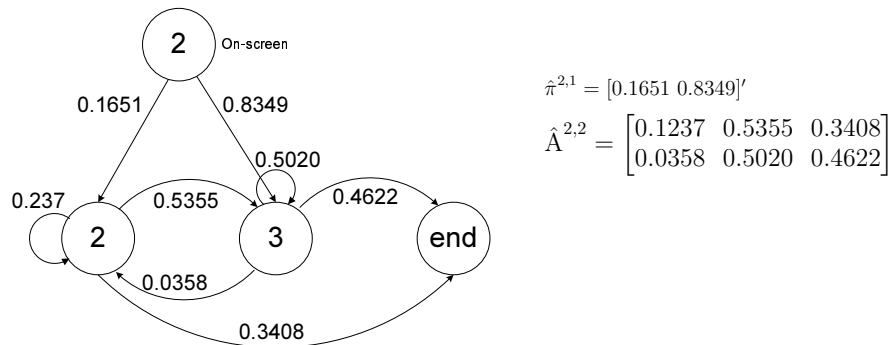 2 On-screen
0.1651 0.8349
0.5020
0.237 0.5355 0.4622
2 3 end
0.0358
0.3408
π̂^{2,1} = [0.1651 0.8349]′
Â^{2,2} = [0.1237 0.5355 0.3408
0.0358 0.5020 0.4622]